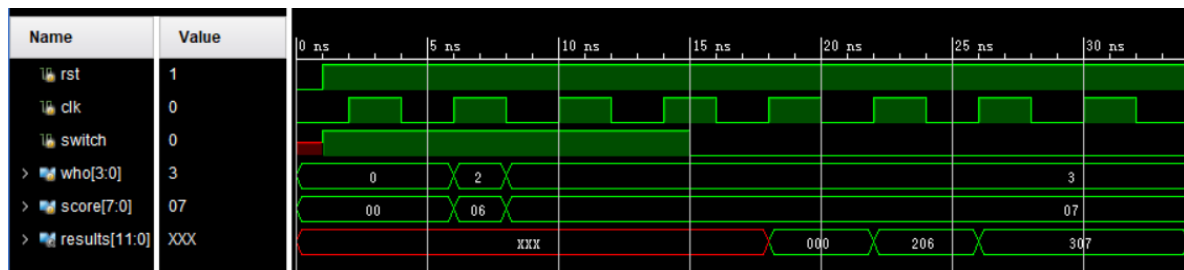 Name Value 0 ns 5 ns 10 ns 15 ns 20 ns 25 ns 30 ns
rst 1
clk 0
switch 0
who[3:0] 3 0 2 3
score[7:0] 07 00 06 07
results[11:0] XXX XXX 000 206 307